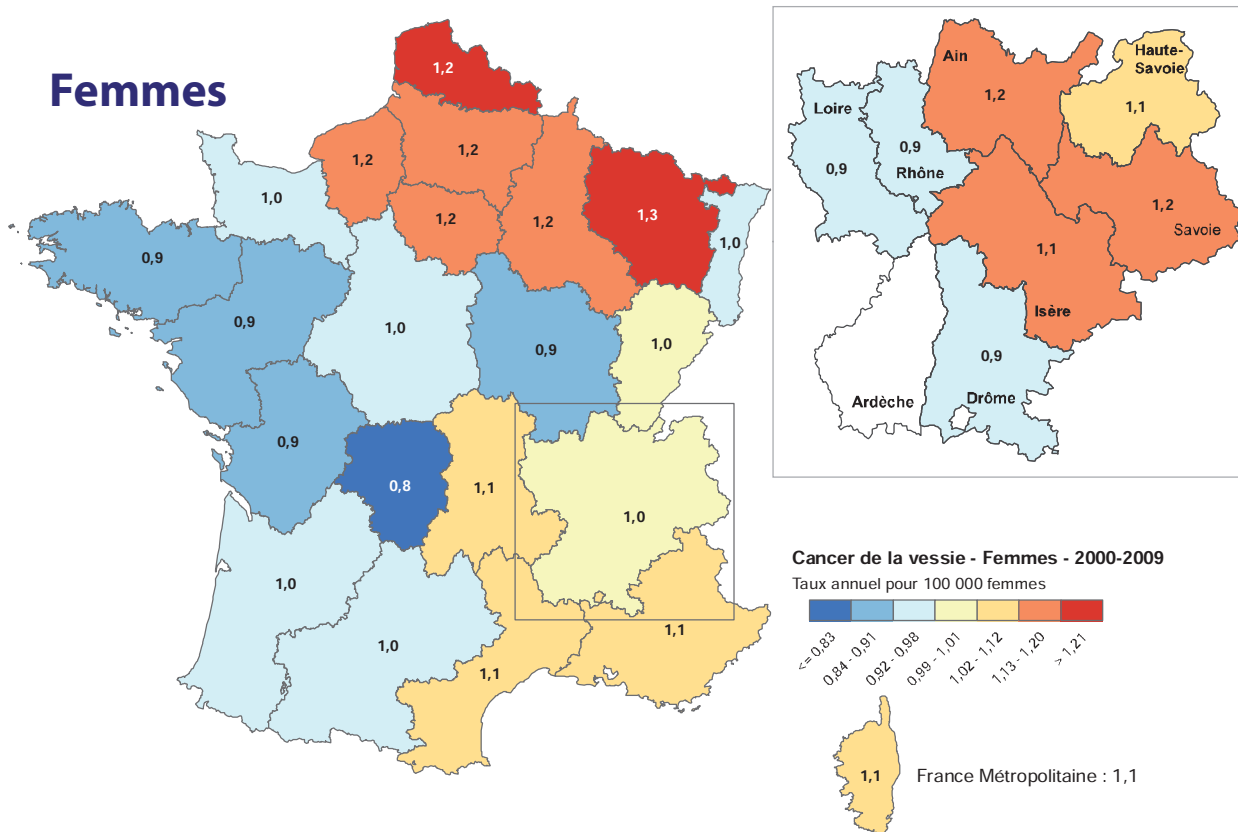 Femmes
1,2
1,2
1,2
1,2
1,2
1,3
1,0
1,0
0,9
0,9
1,0
0,9
1,0
0,9
0,8
1,1
1,0
1,0
1,0
1,1
1,1
Ain
1,2
Haute-
Savoie
1,1
Loire
0,9
0,9
Rhône
1,2
Savoie
1,1
Isère
0,9
Drôme
Ardèche
Cancer de la vessie - Femmes - 2000-2009
Taux annuel pour 100 000 femmes
<= 0,83
0,84 - 0,91
0,92 - 0,98
0,99 - 1,01
1,02 - 1,12
1,13 - 1,20
> 1,21
1,1
France Métropolitaine : 1,1